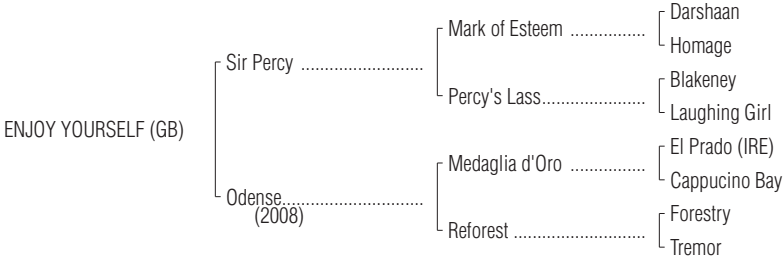 Darshaan
Mark of Esteem ................
Homage
Sir Percy ..........................
Blakeney
Percy's Lass......................
Laughing Girl
ENJOY YOURSELF (GB)
El Prado (IRE)
Medaglia d'Oro ................
Cappucino Bay
Odense..............................
(2008)
Forestry
Reforest ............................
Tremor